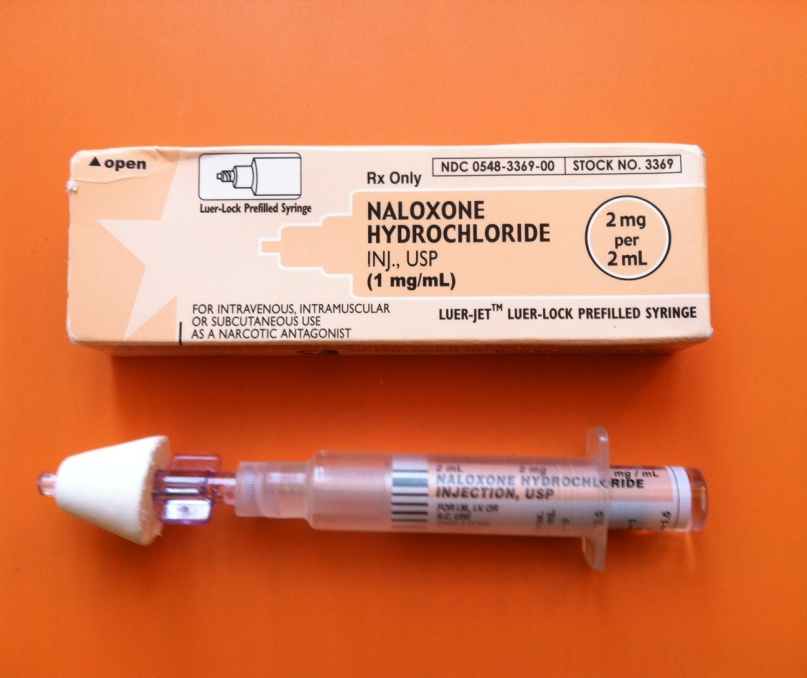 ▲open
Luer-Lock Prefilled Syringe
Rx Only
NDC 0548-3369-00 STOCK NO. 3369
NALOXONE
HYDROCHLORIDE
INJ., USP
(1 mg/mL)
2 mg
per
2 mL
FOR INTRAVENOUS, INTRAMUSCULAR
OR SUBCUTANEOUS USE
AS A NARCOTIC ANTAGONIST
LUER-JET™ LUER-LOCK PREFILLED SYRINGE
2 mL 2 mg mg / mL
NALOXONE HYDROCHLORIDE
INJECTION, USP
FOR I.M., I.V. OR
S.C. USE